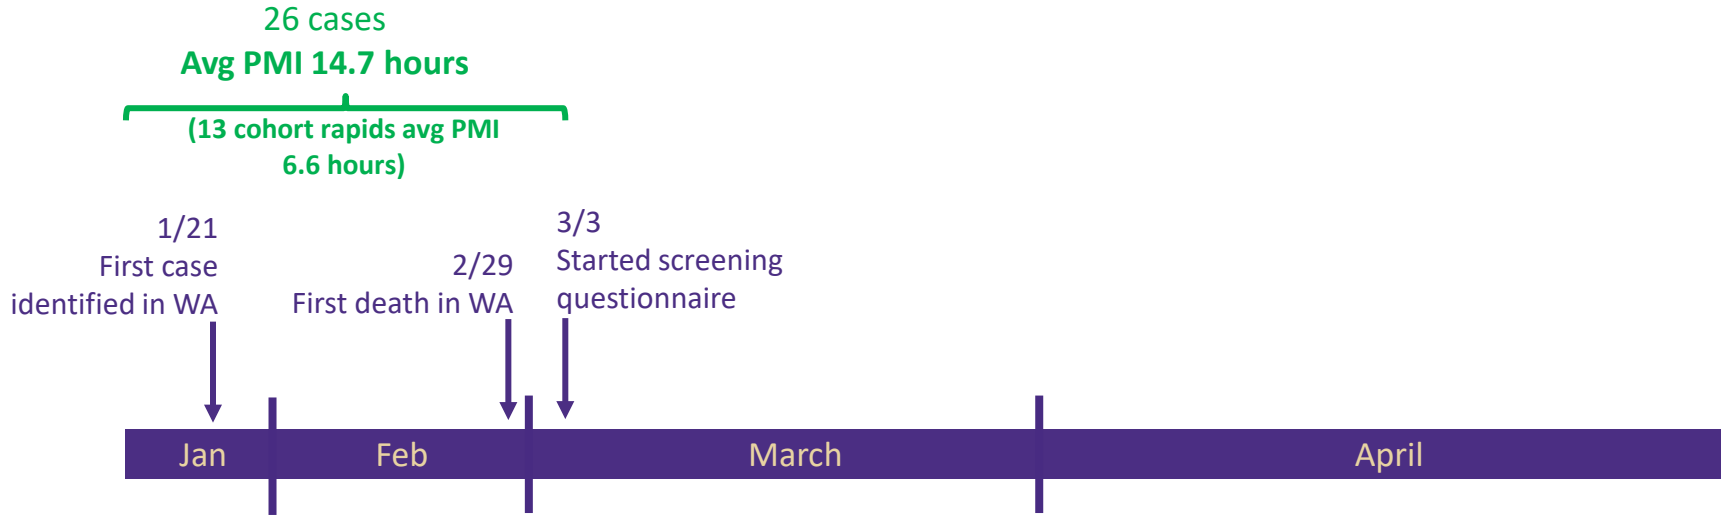 26 cases
Avg PMI 14.7 hours
(13 cohort rapids avg PMI
6.6 hours)
1/21
First case
identified in WA
2/29
First death in WA
3/3
Started screening
questionnaire
Jan
Feb
March
April